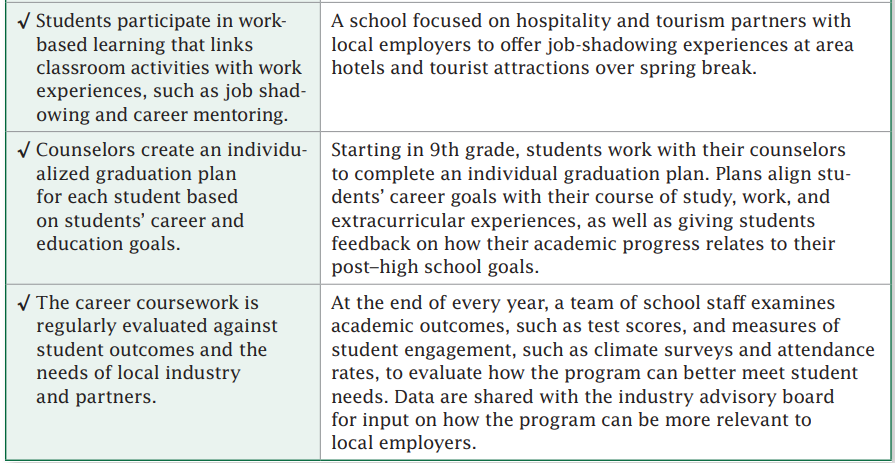 √ Students participate in work-
based learning that links
classroom activities with work
experiences, such as job shad-
owing and career mentoring.
A school focused on hospitality and tourism partners with
local employers to offer job-shadowing experiences at area
hotels and tourist attractions over spring break.
√ Counselors create an individu-
alized graduation plan
for each student based
on students’ career and
education goals.
Starting in 9th grade, students work with their counselors
to complete an individual graduation plan. Plans align stu-
dents’ career goals with their course of study, work, and
extracurricular experiences, as well as giving students
feedback on how their academic progress relates to their
post–high school goals.
√ The career coursework is
regularly evaluated against
student outcomes and the
needs of local industry
and partners.
At the end of every year, a team of school staff examines
academic outcomes, such as test scores, and measures of
student engagement, such as climate surveys and attendance
rates, to evaluate how the program can better meet student
needs. Data are shared with the industry advisory board
for input on how the program can be more relevant to
local employers.